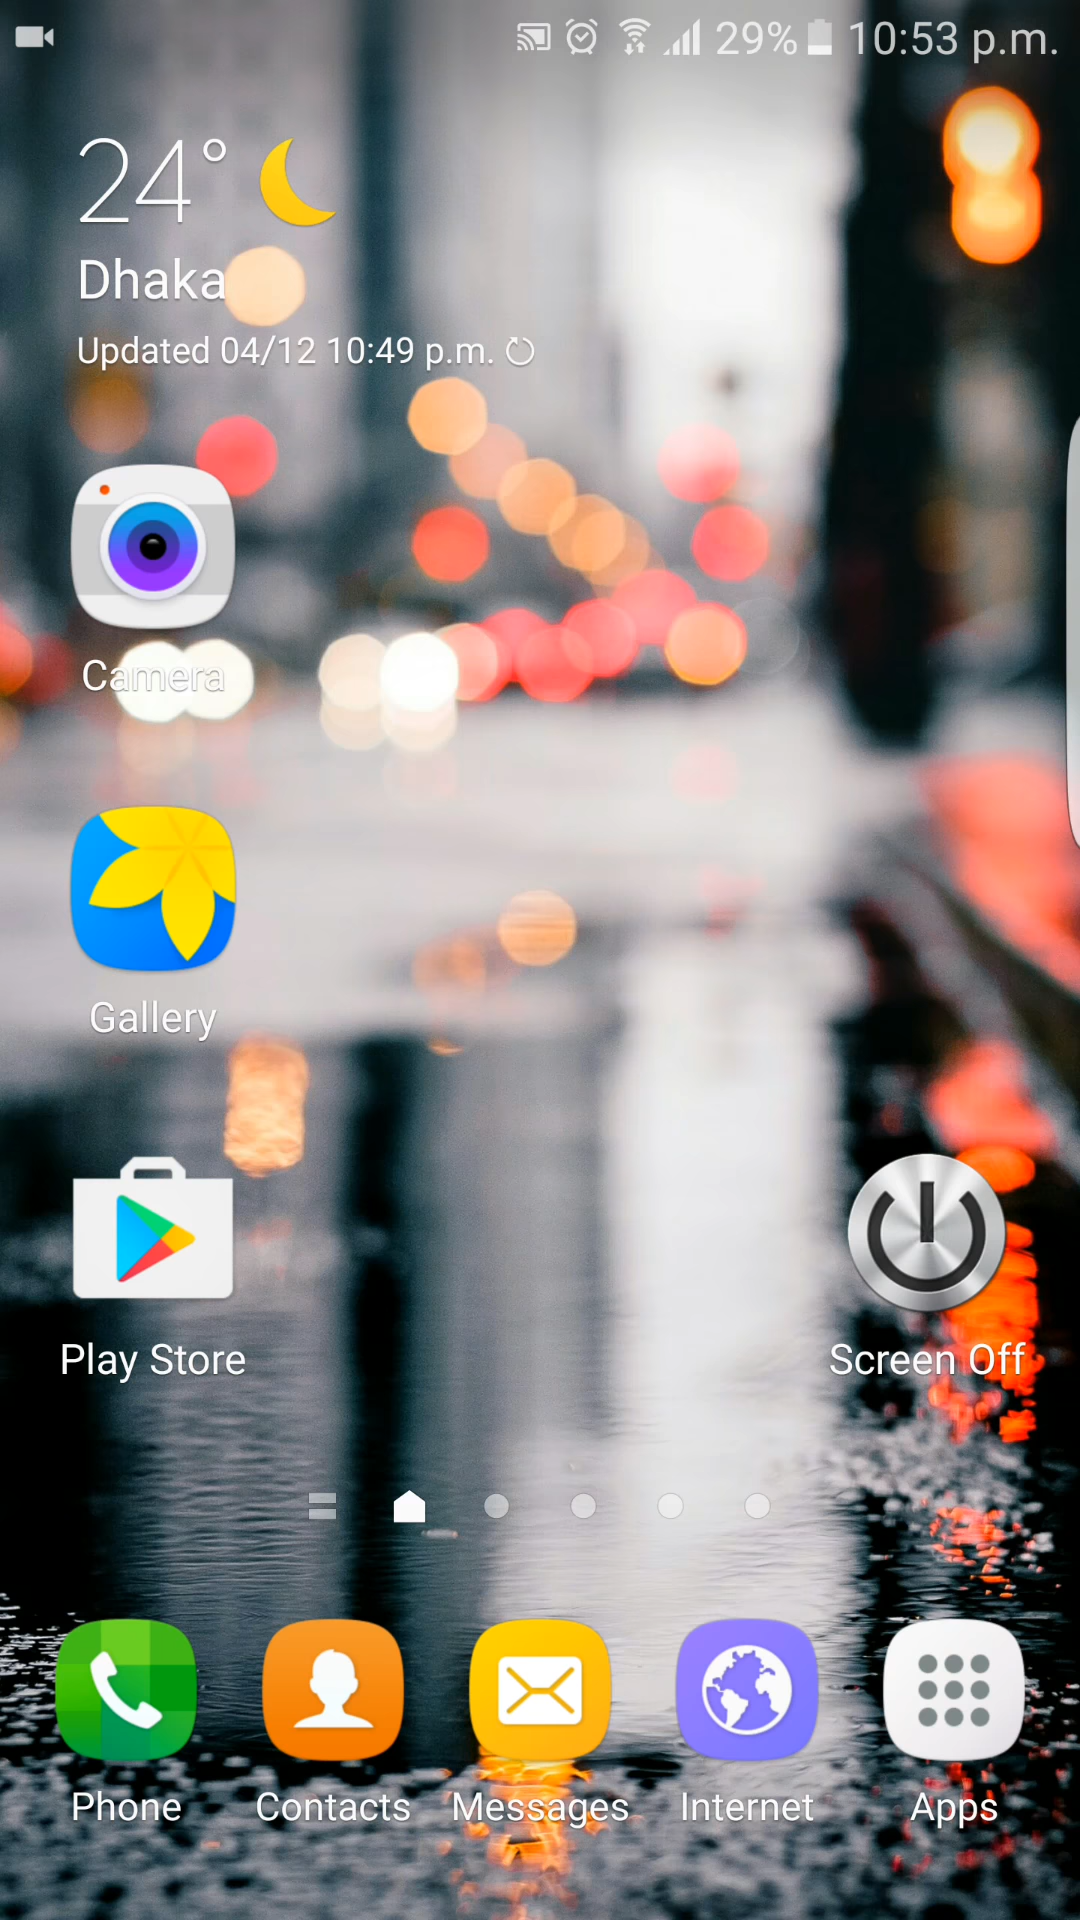 29% 10:53 p.m.
24°
Dhaka
Updated 04/12 10:49 p.m.
Camera
Gallery
Play Store
Screen Off
Phone
Contacts
Messages
Internet
Apps